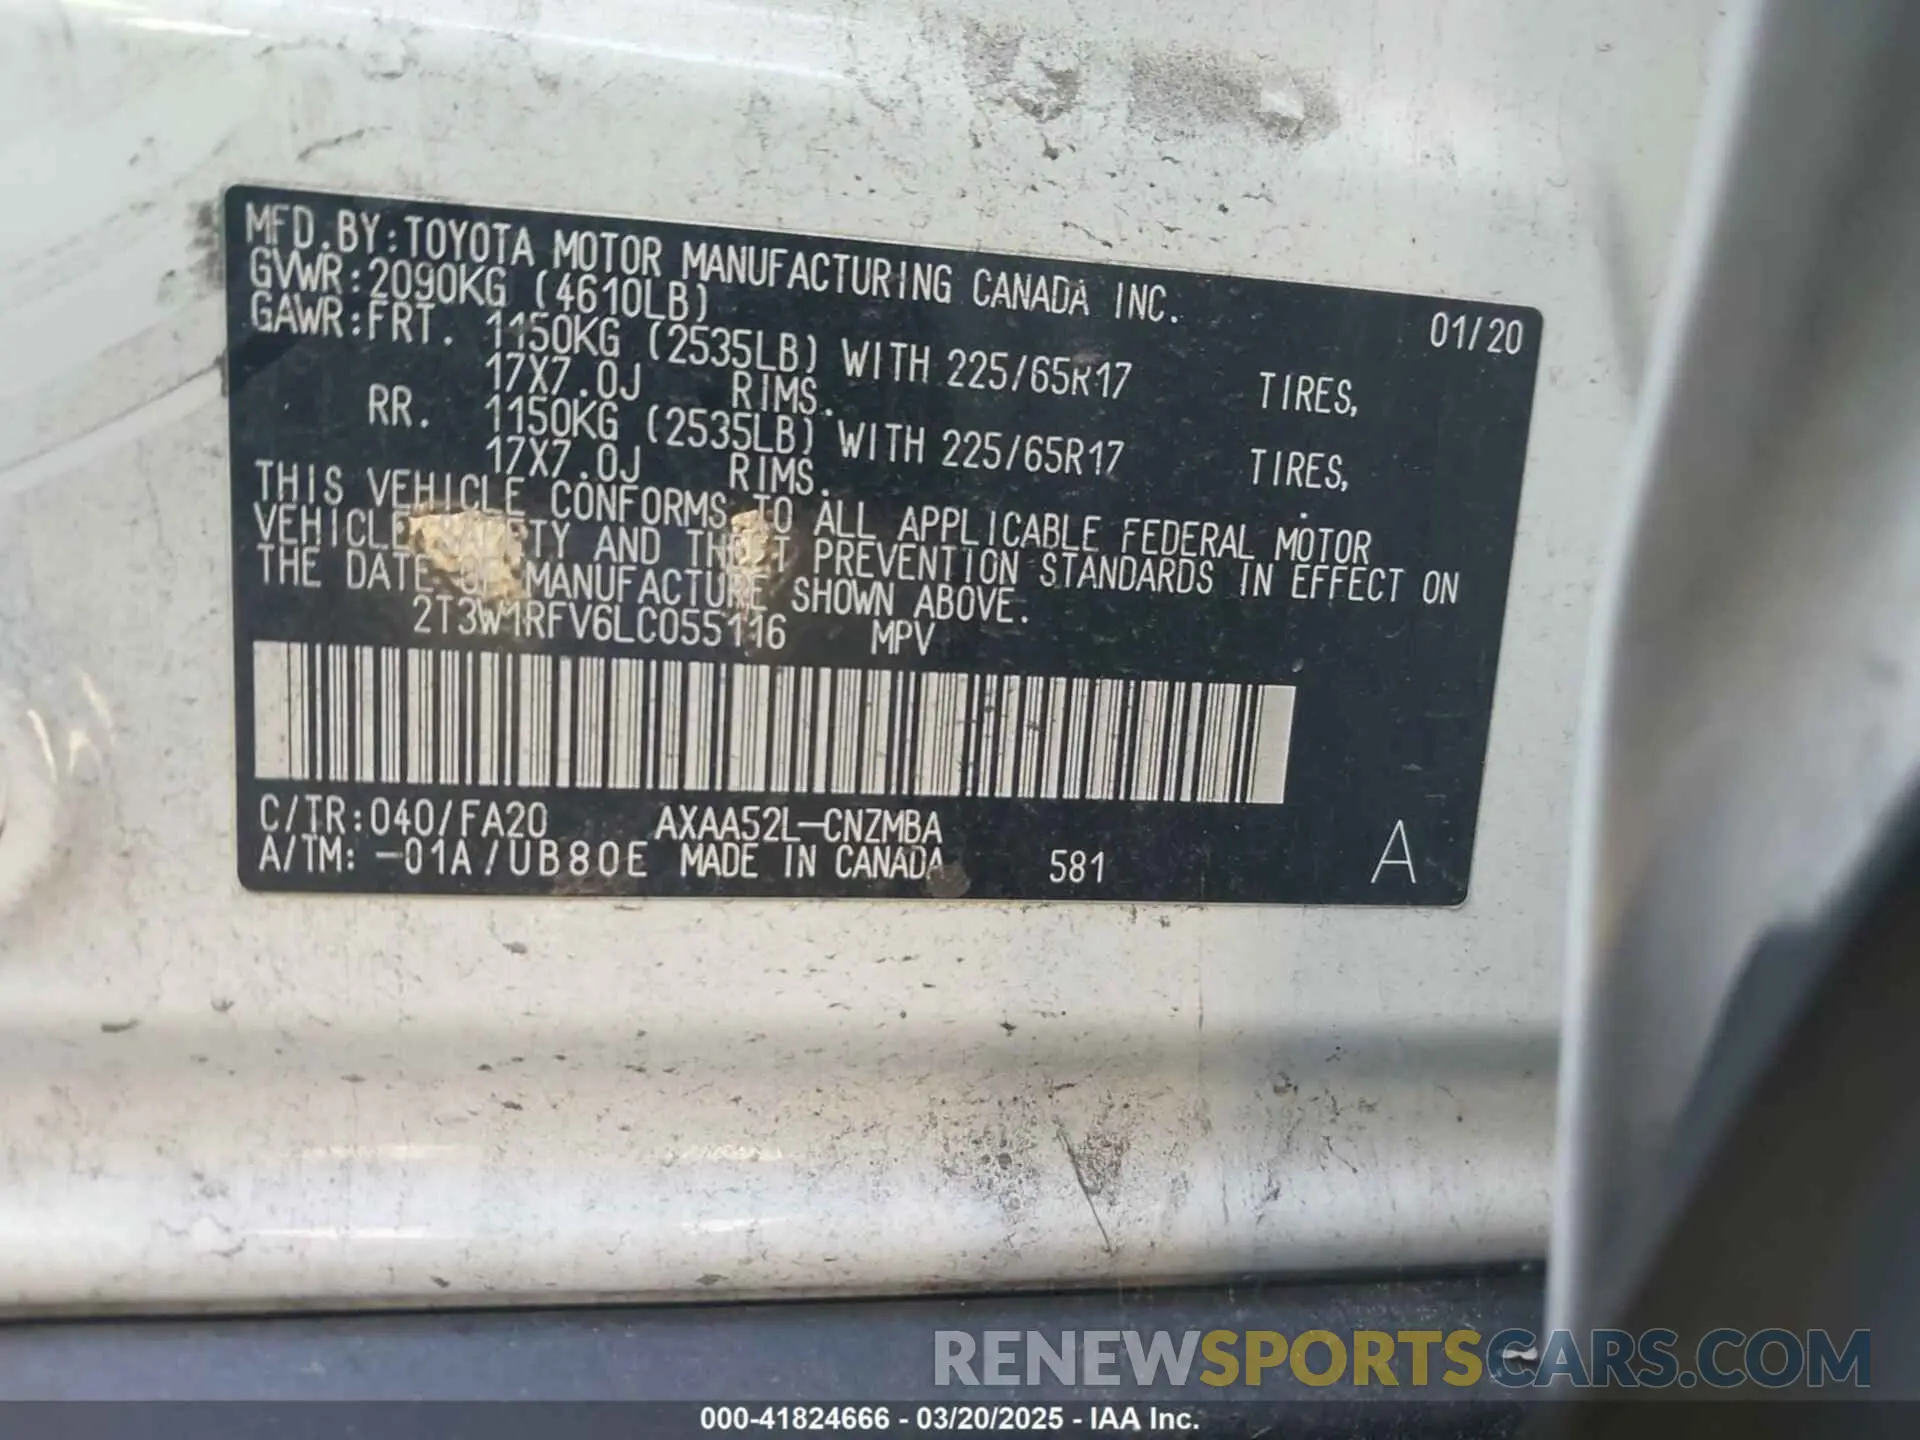 MFD.BY:TOYOTA MOTOR MANUFACTURING CANADA INC.
01/20
GVWR:2090KG (4610LB)
GAWR:FRT. 1150KG (2535LB) WITH 225/65R17 TIRES,
17X7.0J RIMS.
RR. 1150KG (2535LB) WITH 225/65R17 TIRES,
17X7.0J RIMS.
THIS VEHICLE CONFORMS TO ALL APPLICABLE FEDERAL MOTOR
VEHICLE SAFETY AND THEFT PREVENTION STANDARDS IN EFFECT ON
THE DATE OF MANUFACTURE SHOWN ABOVE.
2T3W1RFV6LC055116 MPV
C/TR:040/FA20 AXAA52L-CNZMBA
A/TM:-01A/UB80E MADE IN CANADA 581 A
RENEWSPORTSCARS.COM
000-41824666 - 03/20/2025 - IAA Inc.